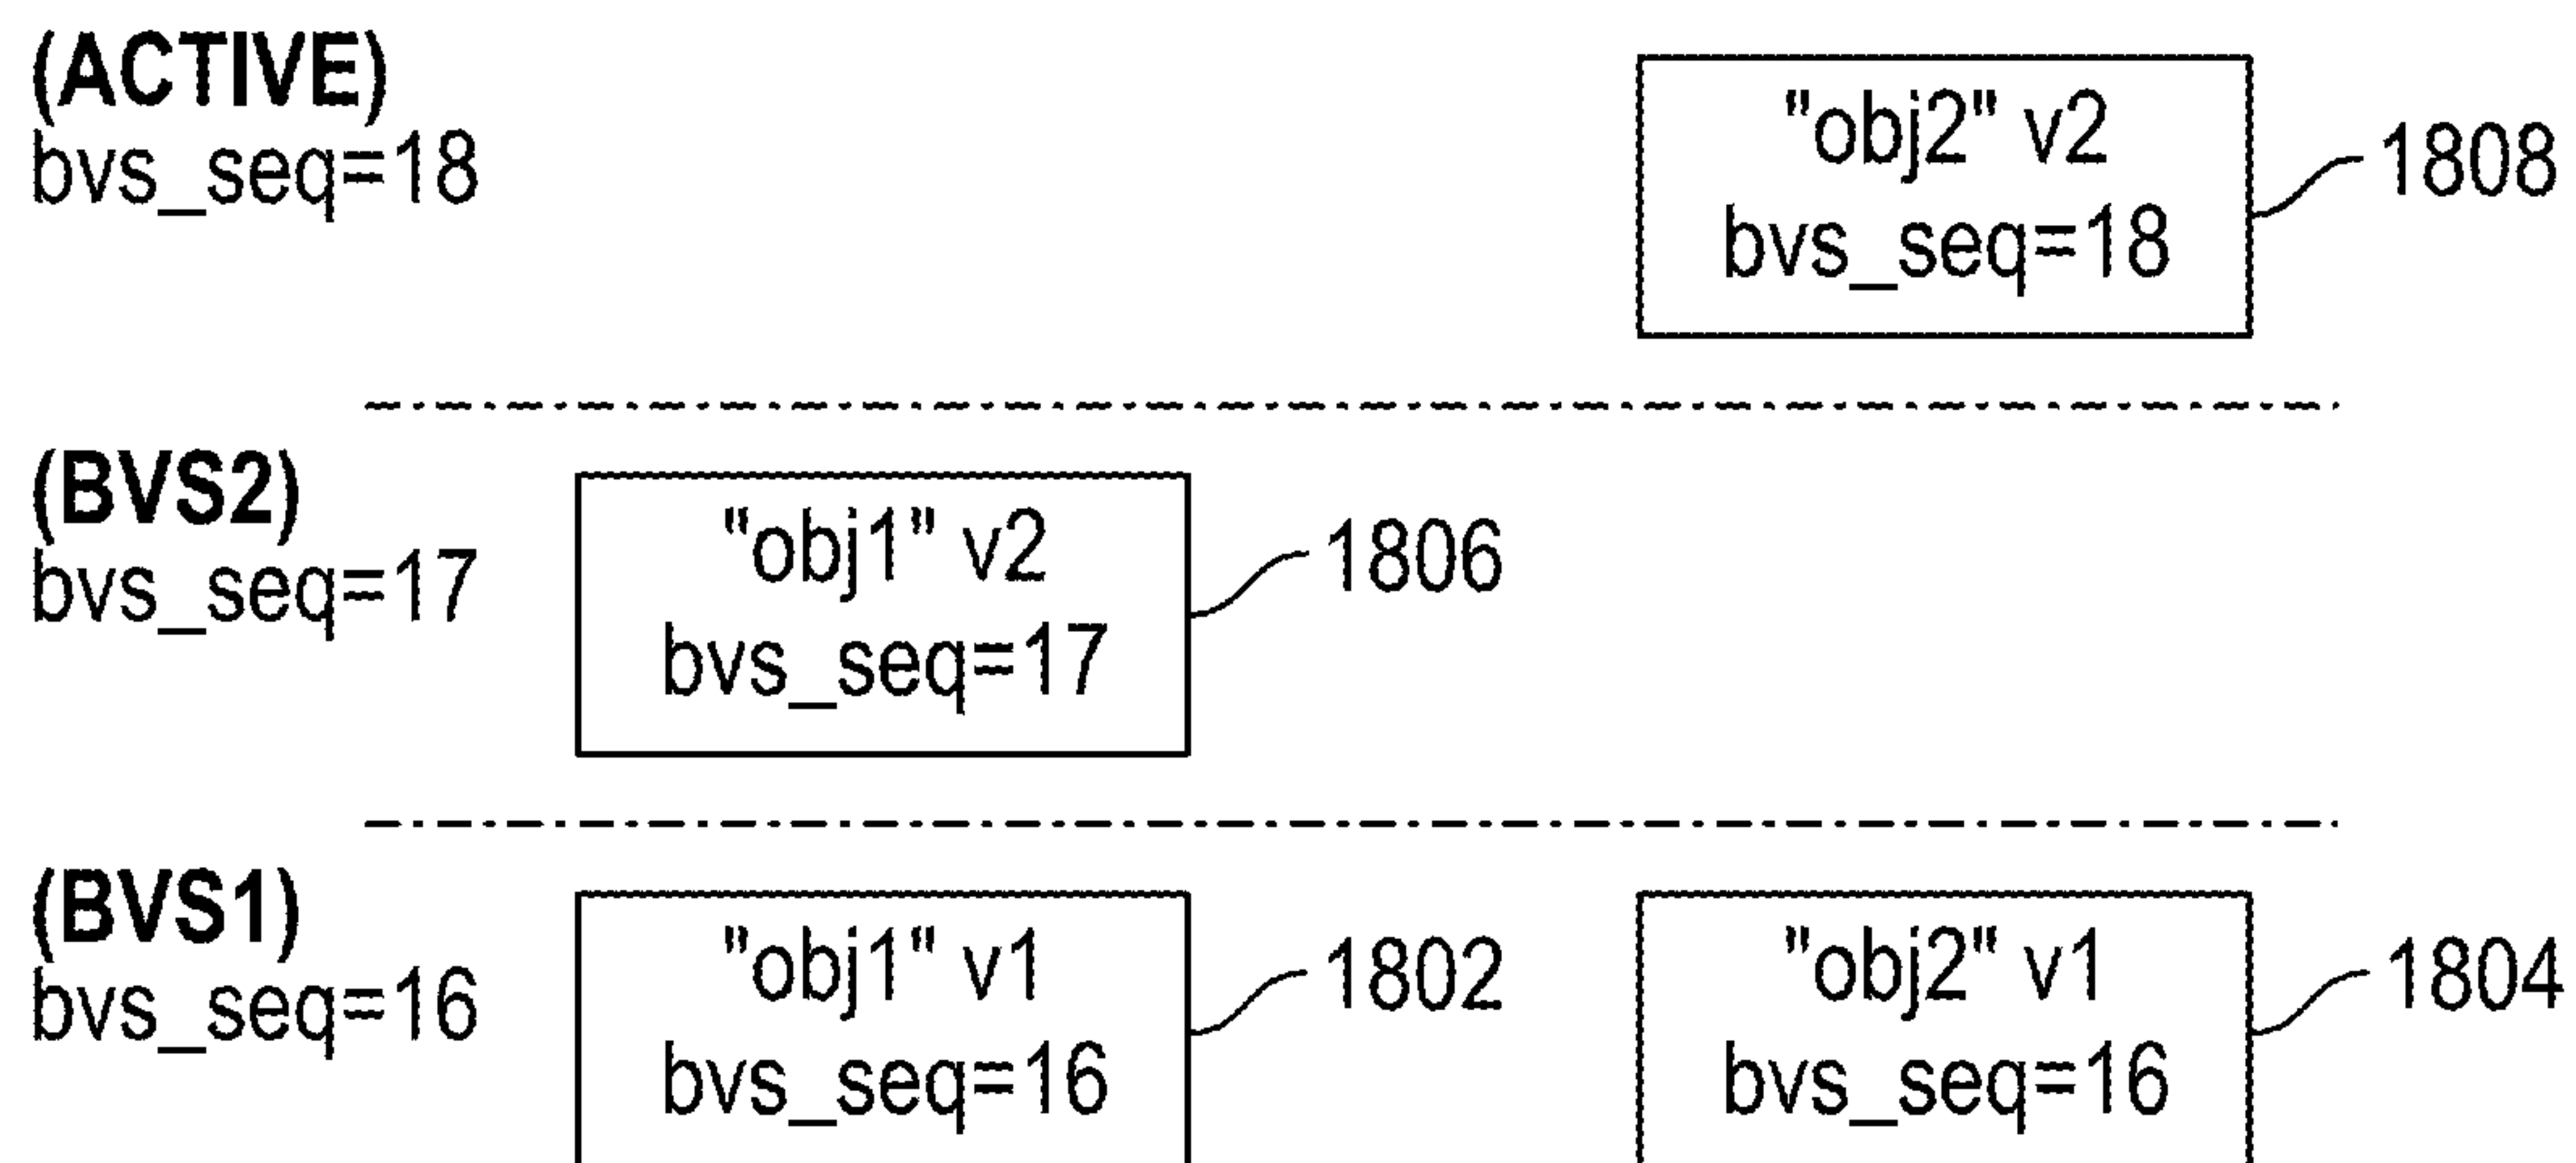 (ACTIVE)
bvs_seq=18
"obj2" v2
bvs_seq=18
1808
(BVS2)
bvs_seq=17
"obj1" v2
bvs_seq=17
1806
(BVS1)
bvs_seq=16
"obj1" v1
bvs_seq=16
1802
"obj2" v1
bvs_seq=16
1804